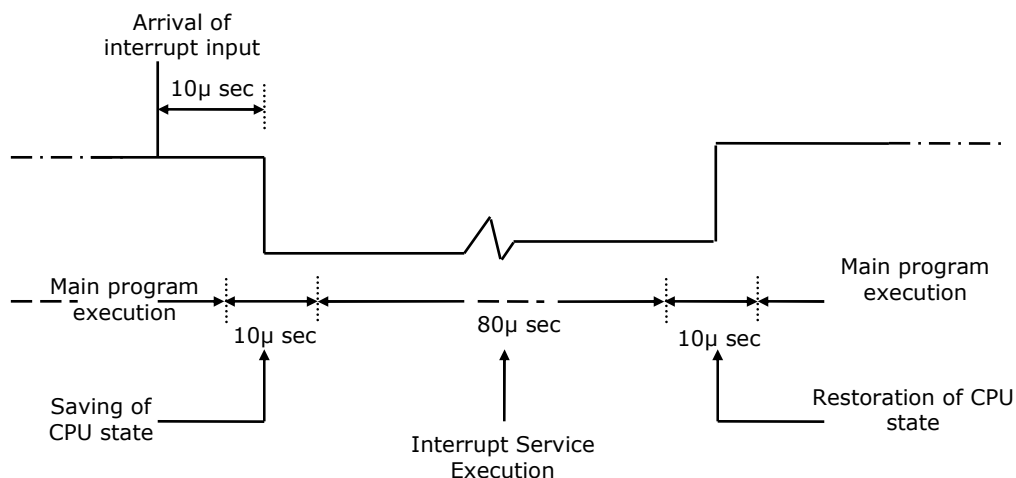 Arrival of
interrupt input
10µ sec
Main program
execution
Main program
execution
10µ sec
80µ sec
10µ sec
Saving of
CPU state
Interrupt Service
Execution
Restoration of CPU
state